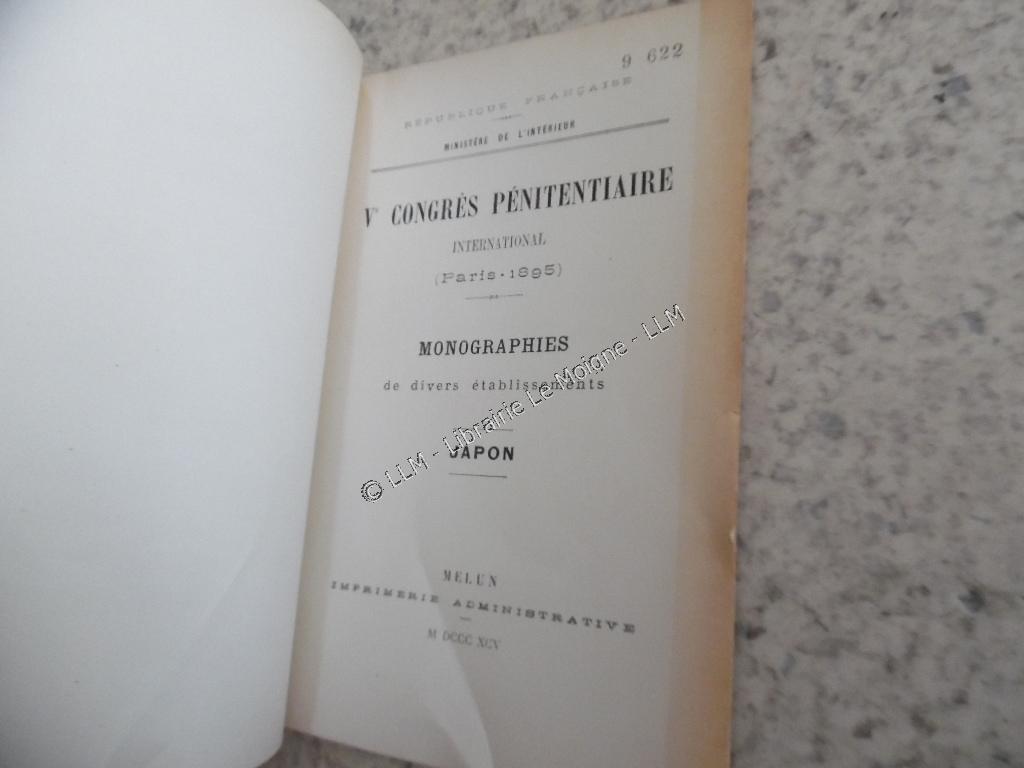 9 622
RÉPUBLIQUE FRANÇAISE
MINISTÈRE DE L'INTÉRIEUR
Vᵉ CONGRÈS PÉNITENTIAIRE
INTERNATIONAL
(Paris-1895)
MONOGRAPHIES
de divers établissements
JAPON
© LLM - Librairie Le Moigne - LLM
MELUN
IMPRIMERIE ADMINISTRATIVE
M DCCC XCV